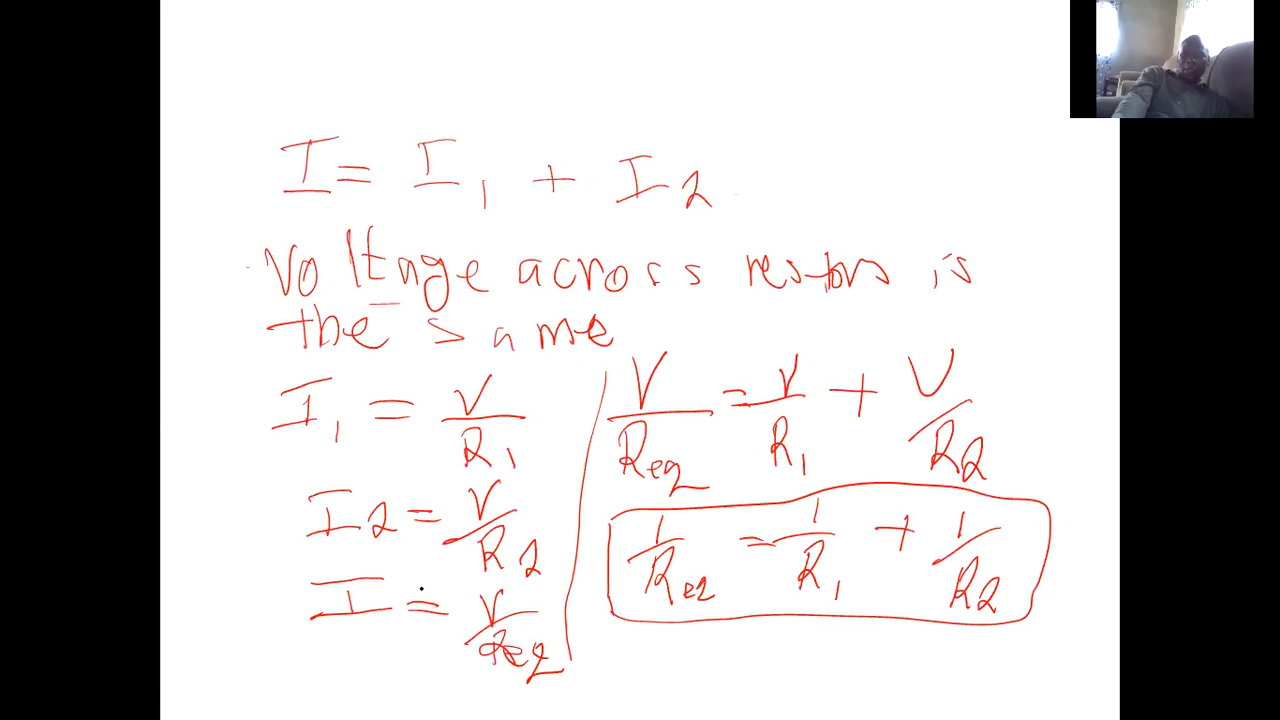 I = I1 + I2
Voltage across restors is
the same
I1 = V/R1
I2 = V/R2
I = V/Req
V/Req = V/R1 + V/R2
1/Req = 1/R1 + 1/R2